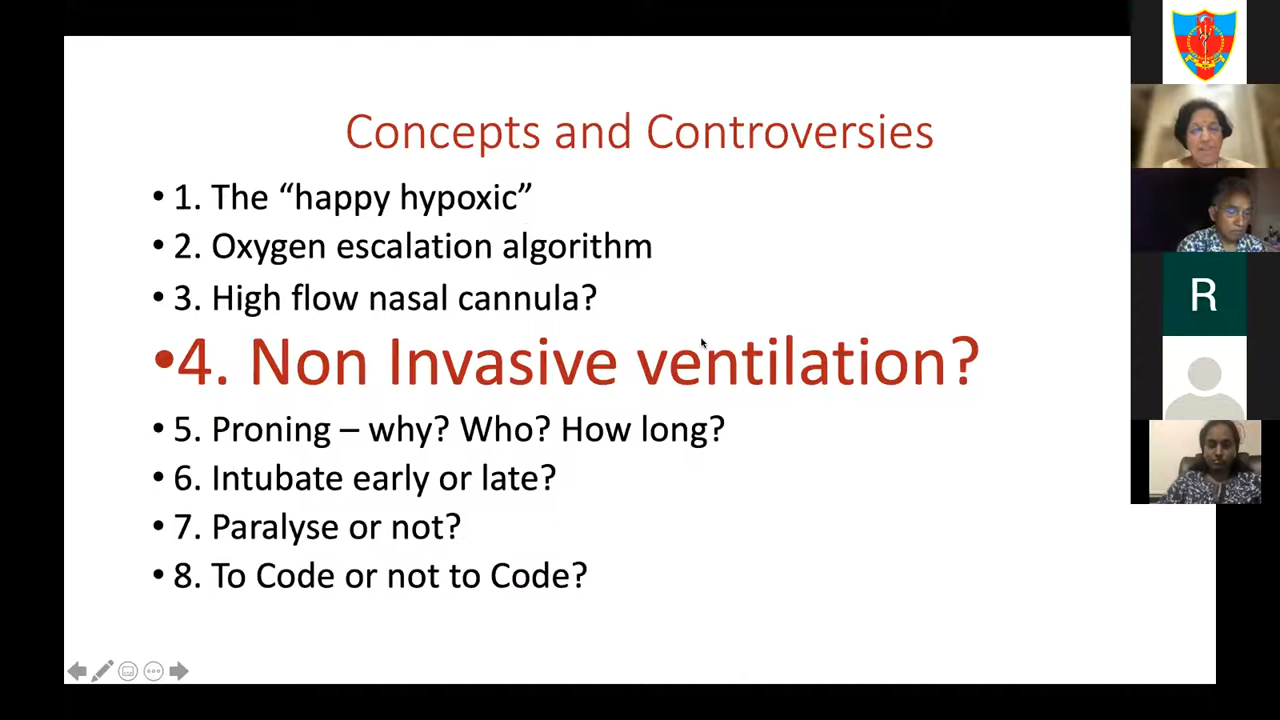 Concepts and Controversies
• 1. The “happy hypoxic”
• 2. Oxygen escalation algorithm
• 3. High flow nasal cannula?
•4. Non Invasive ventilation?
• 5. Proning – why? Who? How long?
• 6. Intubate early or late?
• 7. Paralyse or not?
• 8. To Code or not to Code?
R